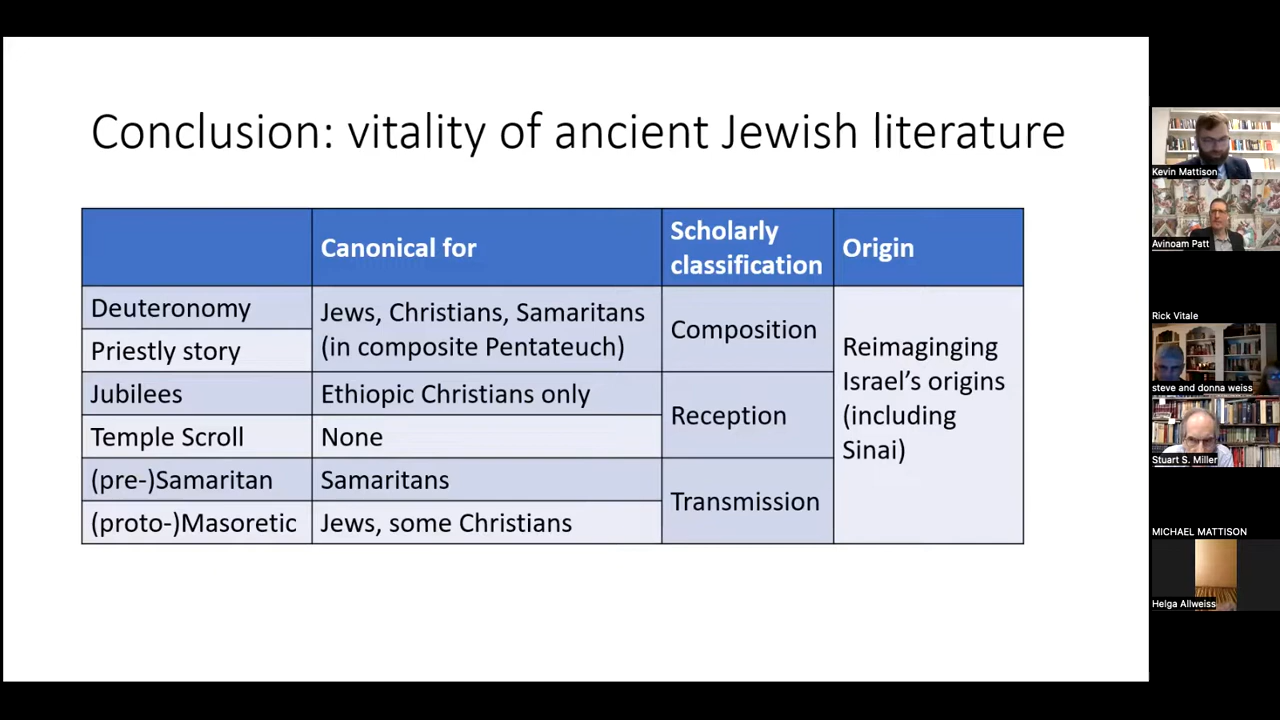 Conclusion: vitality of ancient Jewish literature
Canonical for
Scholarly
classification
Origin
Deuteronomy
Jews, Christians, Samaritans
(in composite Pentateuch)
Composition
Reimaginging
Israel’s origins
(including
Sinai)
Priestly story
Jubilees
Ethiopic Christians only
Reception
Temple Scroll
None
(pre-)Samaritan
Samaritans
Transmission
(proto-)Masoretic
Jews, some Christians
Kevin Mattison
Avinoam Patt
Rick Vitale
steve and donna weiss
Stuart S. Miller
MICHAEL MATTISON
Helga Allweiss